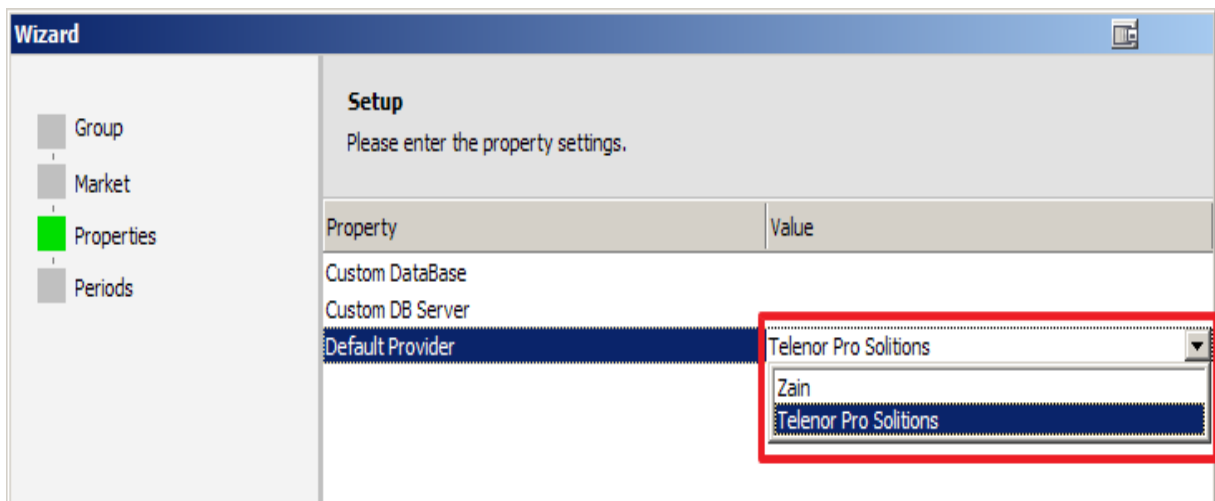 Wizard
Group
Market
Properties
Periods
Setup
Please enter the property settings.
Property Value
Custom DataBase
Custom DB Server
Default Provider Telenor Pro Solitions
Zain
Telenor Pro Solitions